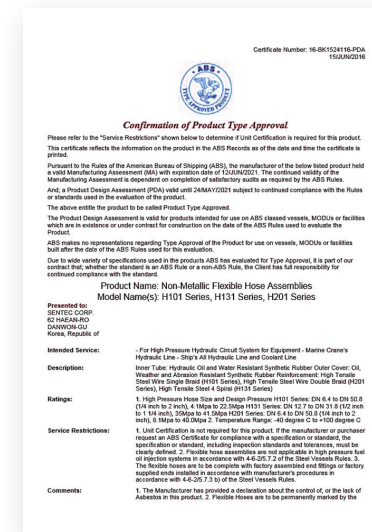 Certificate Number: 16-BK1524116-PDA
15/JUN/2016
ABS
TYPE APPROVED PRODUCT
Confirmation of Product Type Approval
Please refer to the "Service Restrictions" shown below to determine if Unit Certification is required for this product.
This certificate reflects the information on the product in the ABS Records as of the date and time the certificate is
printed.
Pursuant to the Rules of the American Bureau of Shipping (ABS), the manufacturer of the below listed product held
a valid Manufacturing Assessment (MA) with expiration date of 12/JUN/2021. The continued validity of the
Manufacturing Assessment is dependent on completion of satisfactory audits as required by the ABS Rules.
And; a Product Design Assessment (PDA) valid until 24/MAY/2021 subject to continued compliance with the Rules
or standards used in the evaluation of the product.
The above entitle the product to be called Product Type Approved.
The Product Design Assessment is valid for products intended for use on ABS classed vessels, MODUs or facilities
which are in existence or under contract for construction on the date of the ABS Rules used to evaluate the
Product.
ABS makes no representations regarding Type Approval of the Product for use on vessels, MODUs or facilities
built after the date of the ABS Rules used for this evaluation.
Due to wide variety of specifications used in the products ABS has evaluated for Type Approval, it is part of our
contract that; whether the standard is an ABS Rule or a non-ABS Rule, the Client has full responsibility for
continued compliance with the standard.
Product Name: Non-Metallic Flexible Hose Assemblies
Model Name(s): H101 Series, H131 Series, H201 Series
Presented to:
SENTEC CORP.
62 HAEAN-RO
DANWON-GU
Korea, Republic of
Intended Service: - For High Pressure Hydraulic Circuit System for Equipment - Marine Crane's
Hydraulic Line - Ship's All Hydraulic Line and Coolant Line
Description: Inner Tube: Hydraulic Oil and Water Resistant Synthetic Rubber Outer Cover: Oil,
Weather and Abrasion Resistant Synthetic Rubber Reinforcement: High Tensile
Steel Wire Single Braid (H101 Series), High Tensile Steel Wire Double Braid (H201
Series), High Tensile Steel 4 Spiral (H131 Series)
Ratings: 1. High Pressure Hose Size and Design Pressure H101 Series: DN 6.4 to DN 50.8
(1/4 inch to 2 inch), 4.1Mpa to 22.5Mpa H131 Series: DN 12.7 to DN 31.8 (1/2 inch
to 1 1/4 inch), 35Mpa to 41.5Mpa H201 Series: DN 6.4 to DN 50.8 (1/4 inch to 2
inch), 8.1Mpa to 40.0Mpa 2. Temperature Range: -40 degree C to +100 degree C
Service Restrictions: 1. Unit Certification is not required for this product. If the manufacturer or purchaser
request an ABS Certificate for compliance with a specification or standard, the
specification or standard, including inspection standards and tolerances, must be
clearly defined. 2. Flexible hose assemblies are not applicable in high pressure fuel
oil injection systems in accordance with 4-6-2/5.7.2 of the Steel Vessels Rules. 3.
The flexible hoses are to be complete with factory assembled end fittings or factory
supplied ends installed in accordance with manufacturer's procedures in
accordance with 4-6-2/5.7.3 b) of the Steel Vessels Rules.
Comments: 1. The Manufacturer has provided a declaration about the control of, or the lack of
Asbestos in this product. 2. Flexible Hoses are to be permanently marked by the